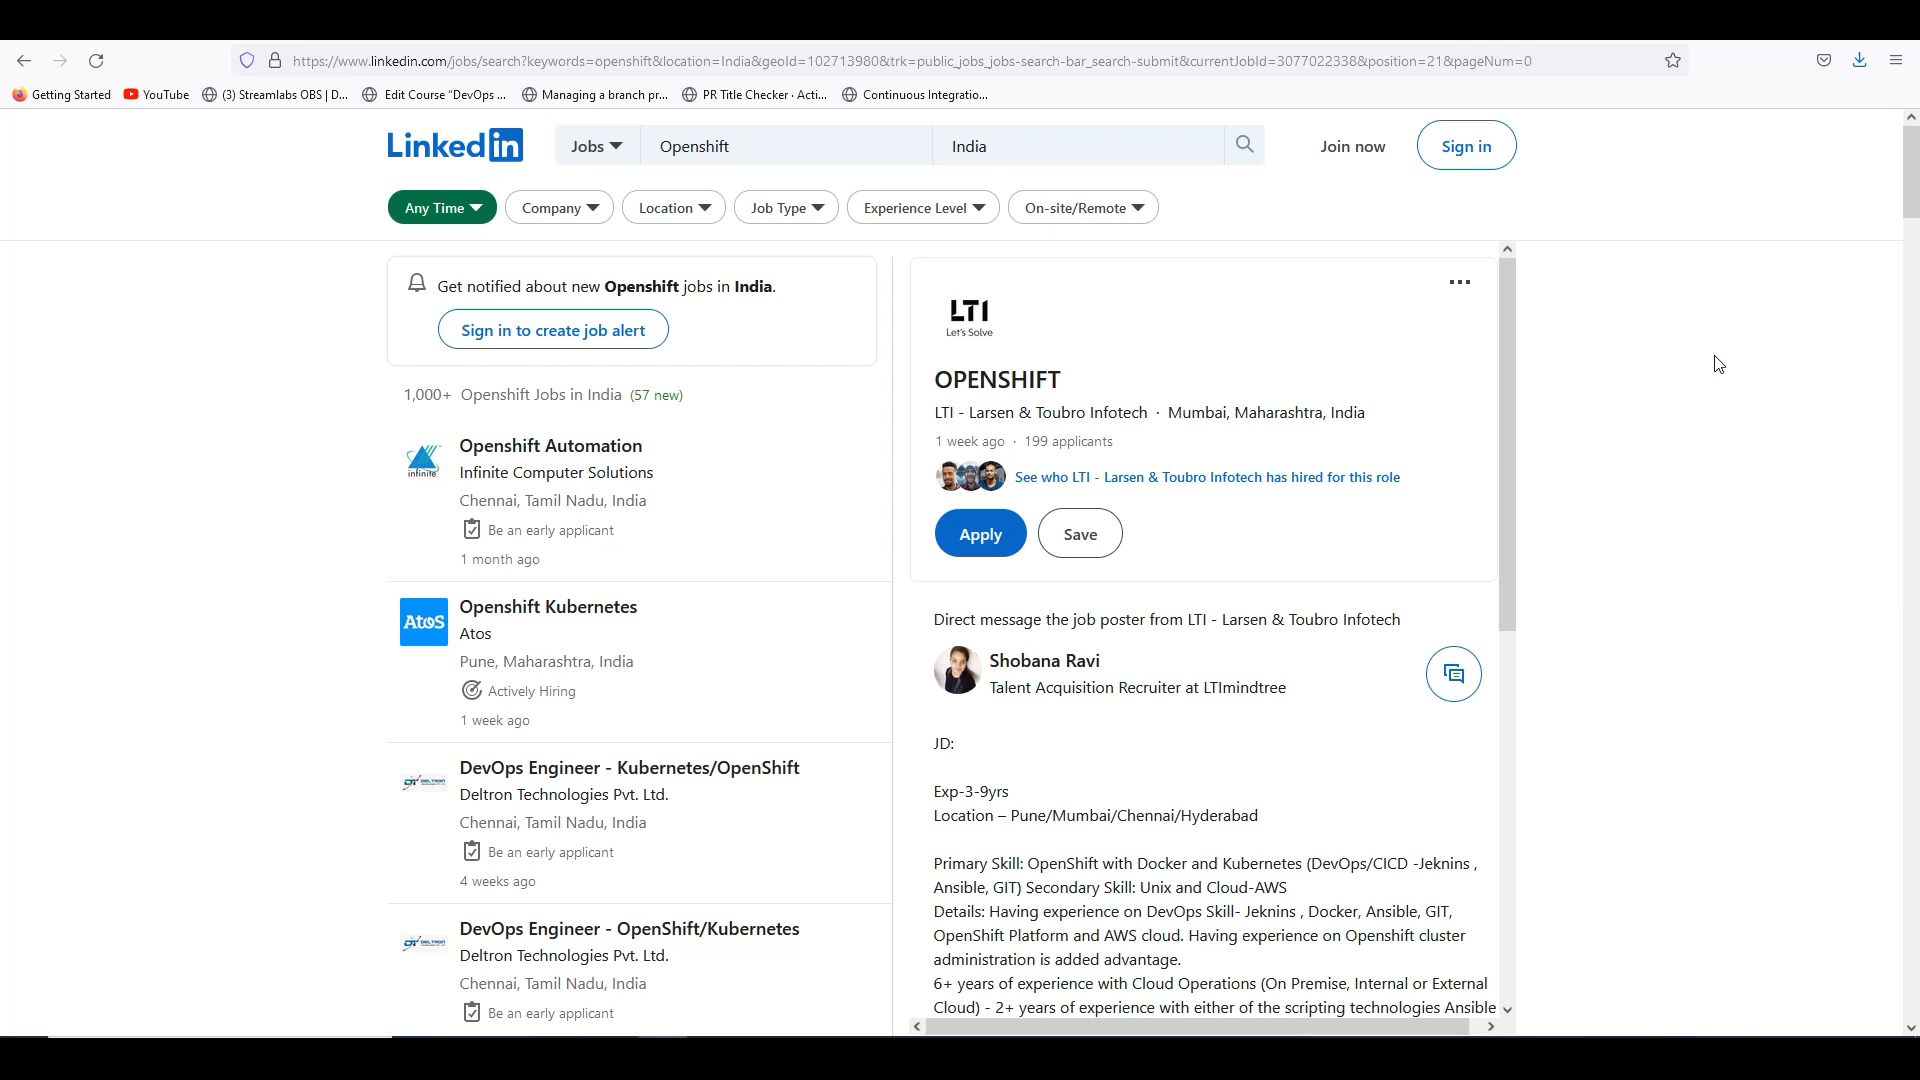 https://www.linkedin.com/jobs/search?keywords=openshift&location=India&geoId=102713980&trk=public_jobs_jobs-search-bar_search-submit&currentJobId=3077022338&position=21&pageNum=0
Getting Started
YouTube
(3) Streamlabs OBS | D...
Edit Course "DevOps ...
Managing a branch pr...
PR Title Checker · Acti...
Continuous Integratio...
Linked in
Jobs
Openshift
India
Join now
Sign in
Any Time
Company
Location
Job Type
Experience Level
On-site/Remote
Get notified about new Openshift jobs in India.
Sign in to create job alert
1,000+ Openshift Jobs in India (57 new)
infinite
Openshift Automation
Infinite Computer Solutions
Chennai, Tamil Nadu, India
Be an early applicant
1 month ago
Atos
Openshift Kubernetes
Atos
Pune, Maharashtra, India
Actively Hiring
1 week ago
DT DELTRON
DevOps Engineer - Kubernetes/OpenShift
Deltron Technologies Pvt. Ltd.
Chennai, Tamil Nadu, India
Be an early applicant
4 weeks ago
DT DELTRON
DevOps Engineer - OpenShift/Kubernetes
Deltron Technologies Pvt. Ltd.
Chennai, Tamil Nadu, India
Be an early applicant
LTI
Let's Solve
OPENSHIFT
LTI - Larsen & Toubro Infotech · Mumbai, Maharashtra, India
1 week ago · 199 applicants
See who LTI - Larsen & Toubro Infotech has hired for this role
Apply
Save
Direct message the job poster from LTI - Larsen & Toubro Infotech
Shobana Ravi
Talent Acquisition Recruiter at LTImindtree
JD:
Exp-3-9yrs
Location – Pune/Mumbai/Chennai/Hyderabad
Primary Skill: OpenShift with Docker and Kubernetes (DevOps/CICD -Jeknins ,
Ansible, GIT) Secondary Skill: Unix and Cloud-AWS
Details: Having experience on DevOps Skill- Jeknins , Docker, Ansible, GIT,
OpenShift Platform and AWS cloud. Having experience on Openshift cluster
administration is added advantage.
6+ years of experience with Cloud Operations (On Premise, Internal or External
Cloud) - 2+ years of experience with either of the scripting technologies Ansible